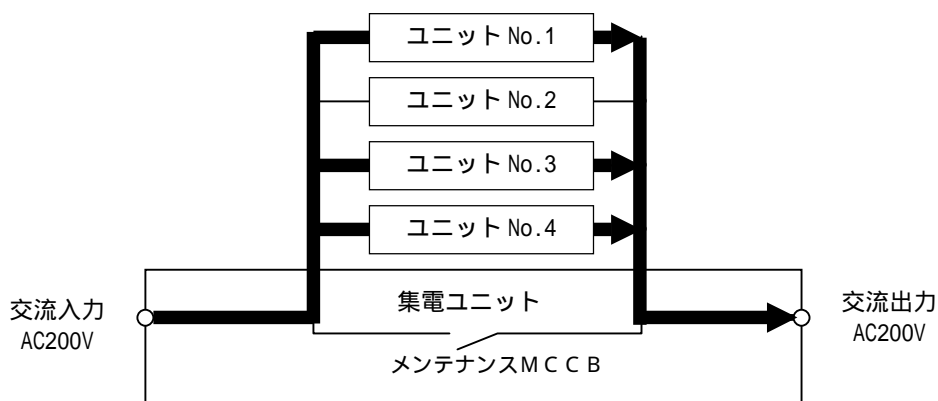 ユニット No.1
ユニット No.2
ユニット No.3
ユニット No.4
集電ユニット
交流入力
AC200V
交流出力
AC200V
メンテナンスＭＣＣＢ